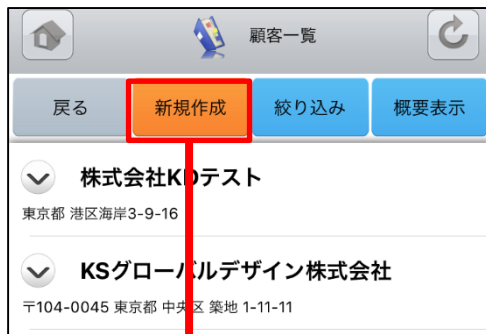 顧客一覧
戻る 新規作成 絞り込み 概要表示
株式会社KDテスト
東京都 港区海岸3-9-16
KSグローバルデザイン株式会社
〒104-0045 東京都 中央区 築地 1-11-11